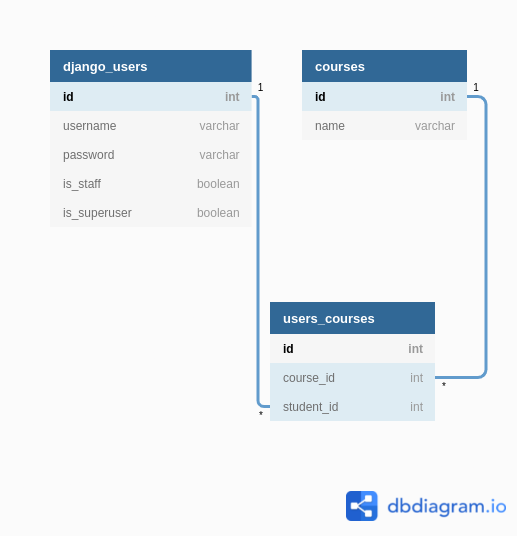 django_users
id int
username varchar
password varchar
is_staff boolean
is_superuser boolean
1
*
courses
id int
name varchar
1
*
users_courses
id int
course_id int
student_id int
dbdiagram.io